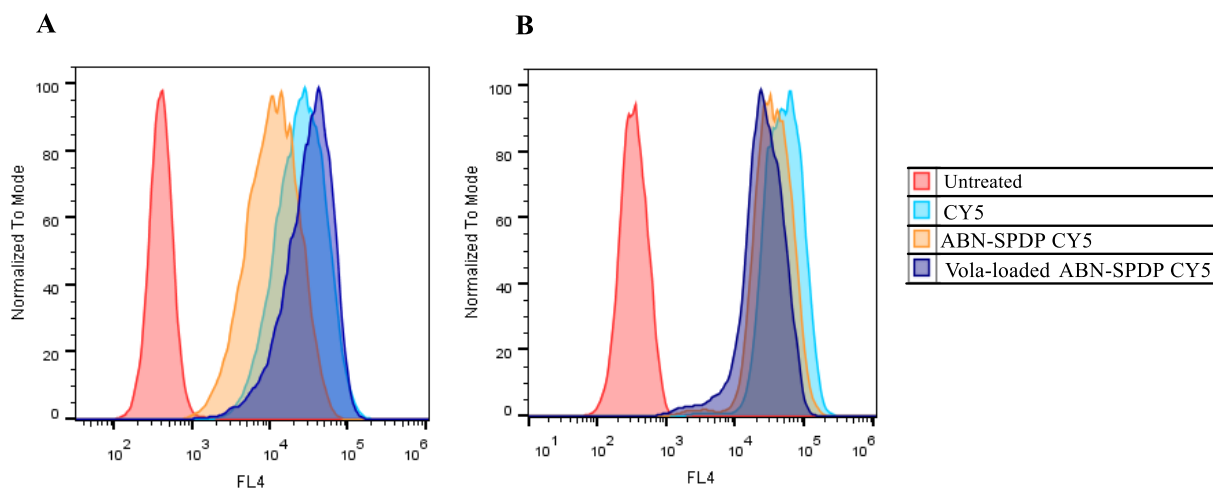 A
B
Normalized To Mode
100
80
60
40
20
0
10^2
10^3
10^4
10^5
10^6
FL4
Normalized To Mode
100
80
60
40
20
0
10^1
10^2
10^3
10^4
10^5
10^6
FL4
Untreated
CY5
ABN-SPDP CY5
Vola-loaded ABN-SPDP CY5